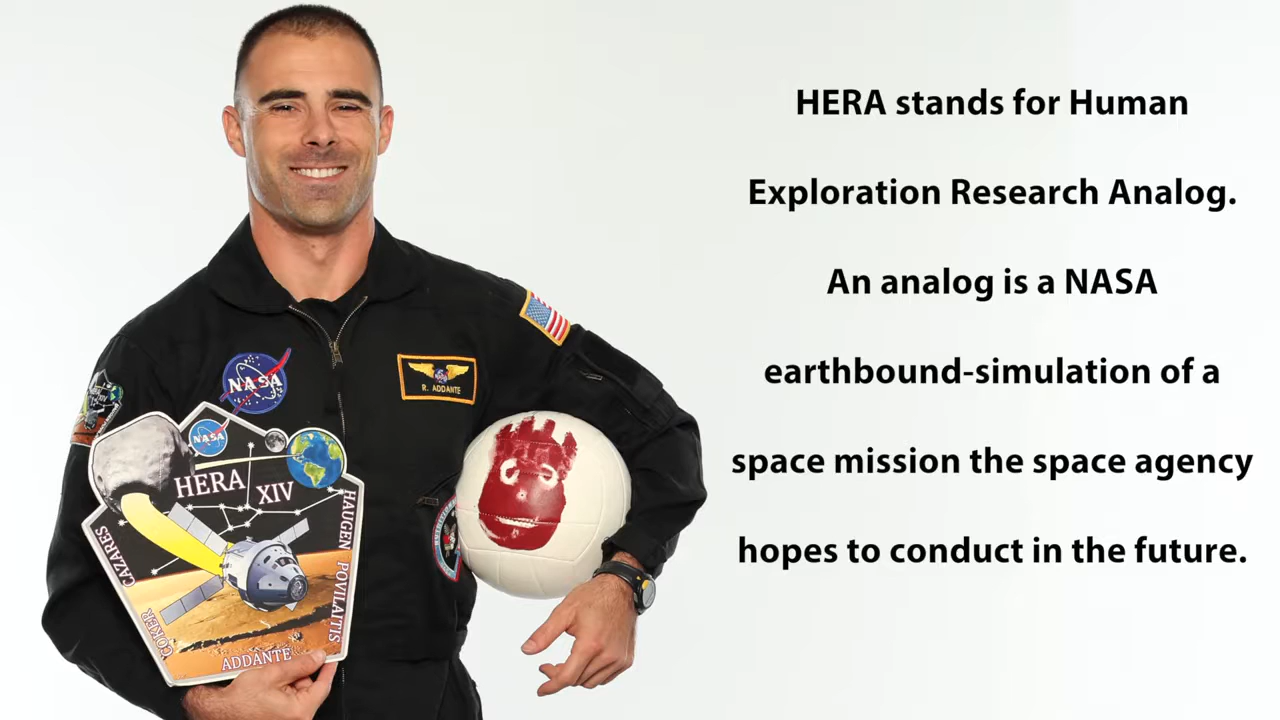 HERA stands for Human
Exploration Research Analog.
An analog is a NASA
earthbound-simulation of a
space mission the space agency
hopes to conduct in the future.
NASA
R. ADDANTE
NASA
HERA XIV
HAUGEN POVILAITIS
CAZARES
COKER
ADDANTE